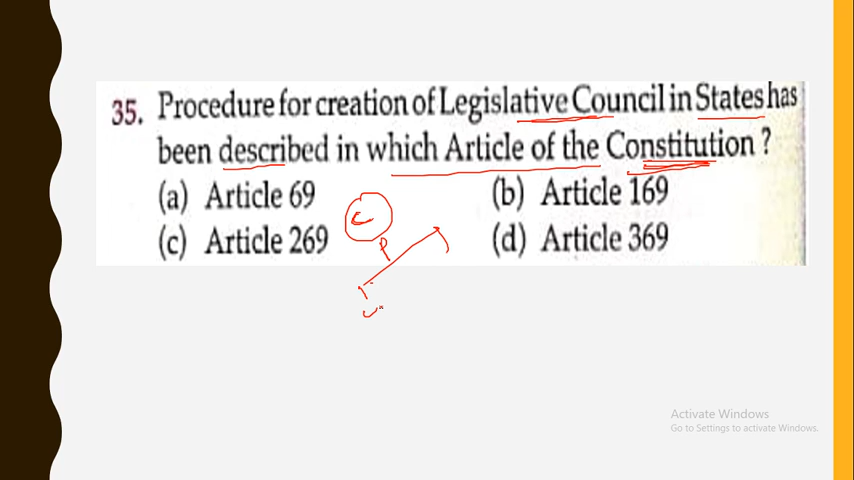 35. Procedure for creation of Legislative Council in States has
been described in which Article of the Constitution ?
(a) Article 69 (b) Article 169
(c) Article 269 (d) Article 369
C
P
Activate Windows
Go to Settings to activate Windows.